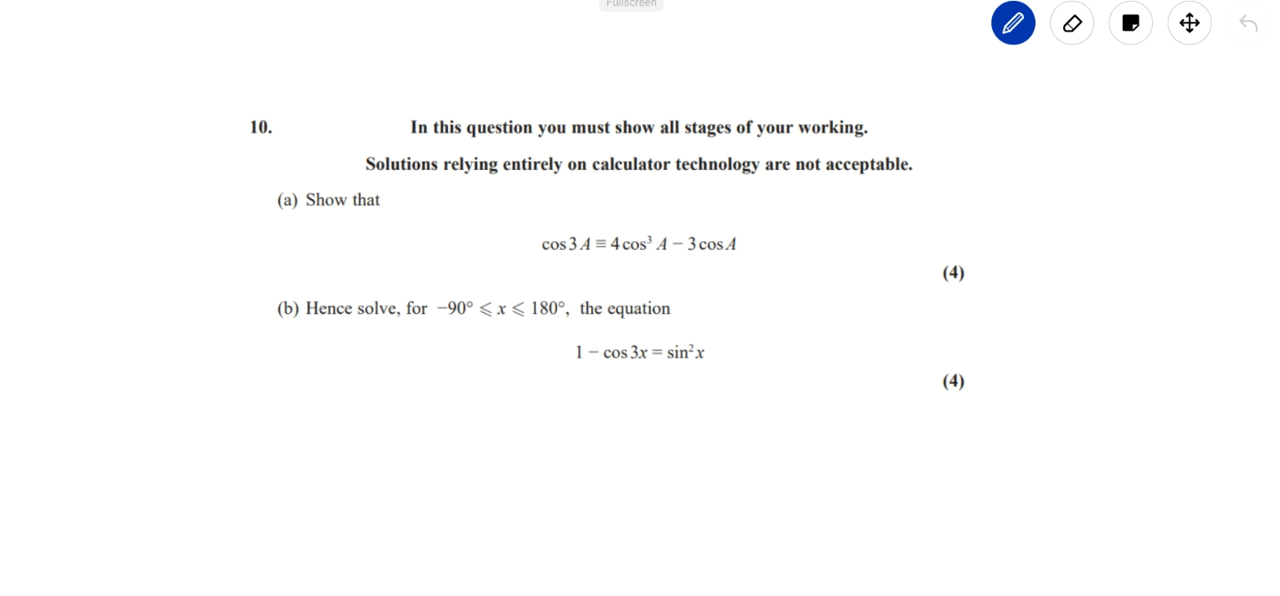 Fullscreen
10. In this question you must show all stages of your working.
Solutions relying entirely on calculator technology are not acceptable.
(a) Show that
cos 3A ≡ 4 cos³ A − 3 cos A
(4)
(b) Hence solve, for −90° ⩽ x ⩽ 180°, the equation
1 − cos 3x = sin² x
(4)